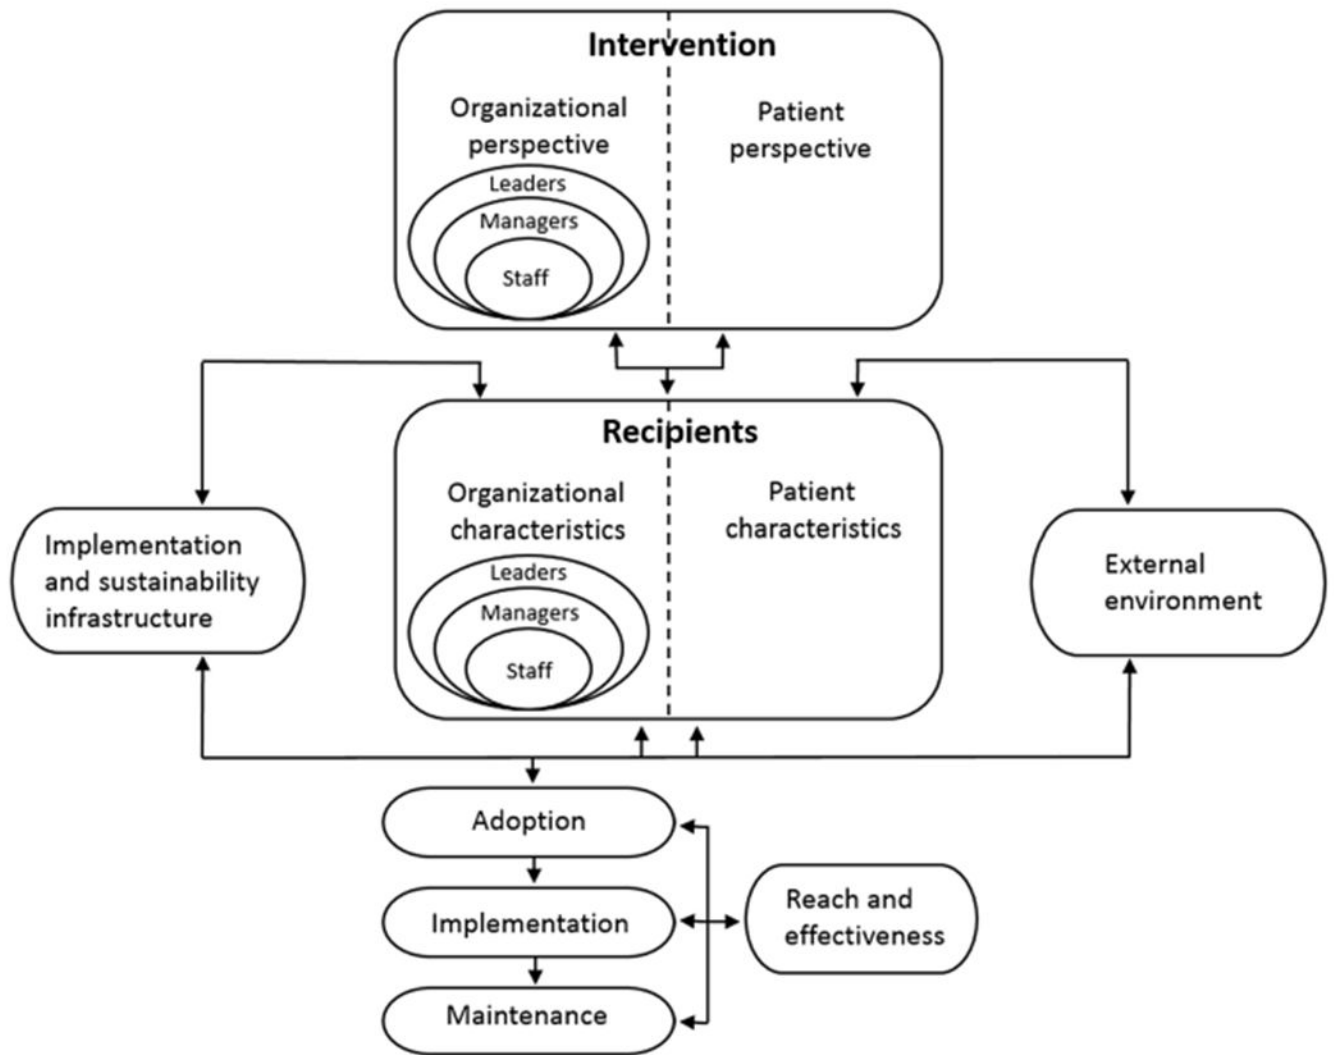 Intervention
Organizational
perspective
Leaders
Managers
Staff
Patient
perspective
Recipients
Organizational
characteristics
Leaders
Managers
Staff
Patient
characteristics
Implementation
and sustainability
infrastructure
External
environment
Adoption
Implementation
Maintenance
Reach and
effectiveness